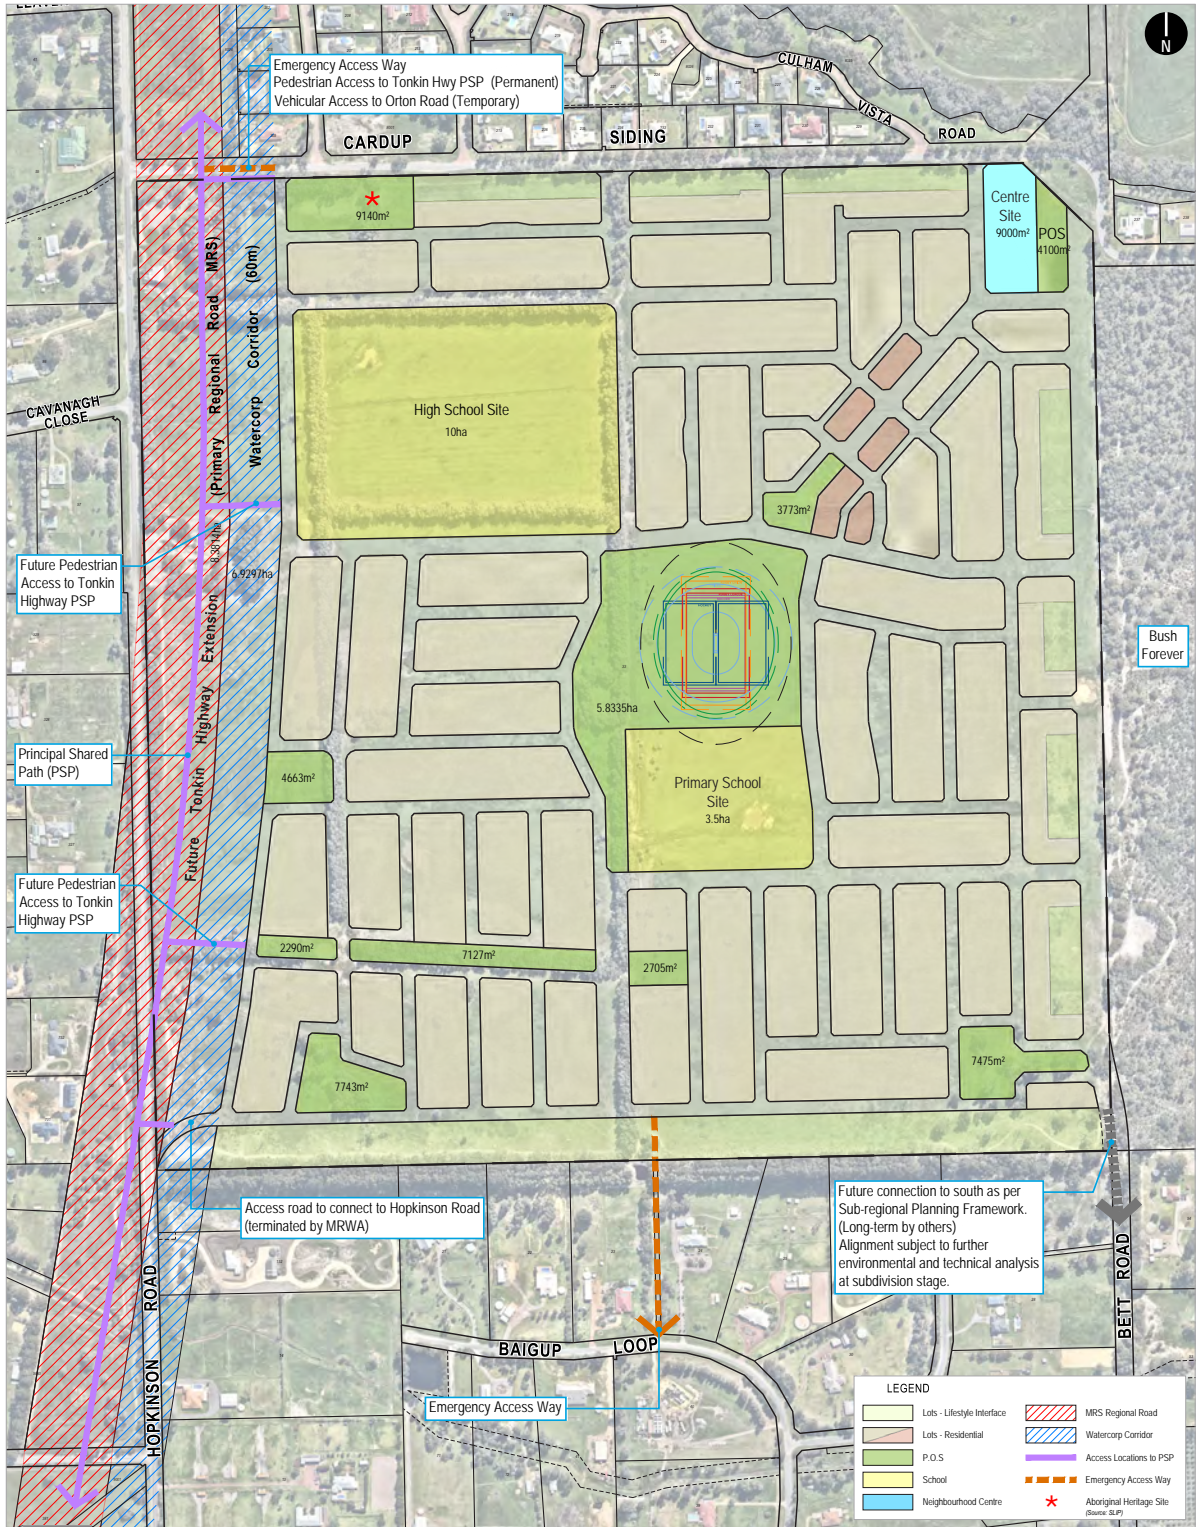 N
Emergency Access Way
Pedestrian Access to Tonkin Hwy PSP (Permanent)
Vehicular Access to Orton Road (Temporary)
CULHAM
VISTA
ROAD
CARDUP
SIDING
9140m²
Centre
Site
9000m²
POS
4100m²
(Primary Regional Road MRS)
Watercorp Corridor (60m)
CAVANAGH
CLOSE
High School Site
10ha
3773m²
8.3814ha
6.9297ha
Future Pedestrian
Access to Tonkin
Highway PSP
Bush
Forever
Future Tonkin Highway Extension
5.8335ha
Principal Shared
Path (PSP)
4663m²
Primary School
Site
3.5ha
Future Pedestrian
Access to Tonkin
Highway PSP
2290m²
7127m²
2705m²
7475m²
7743m²
Access road to connect to Hopkinson Road
(terminated by MRWA)
Future connection to south as per
Sub-regional Planning Framework.
(Long-term by others)
Alignment subject to further
environmental and technical analysis
at subdivision stage.
HOPKINSON ROAD
BETT ROAD
BAIGUP LOOP
Emergency Access Way
LEGEND
Lots - Lifestyle Interface
Lots - Residential
P.O.S
School
Neighbourhood Centre
MRS Regional Road
Watercorp Corridor
Access Locations to PSP
Emergency Access Way
Aboriginal Heritage Site
(Source: SLIP)